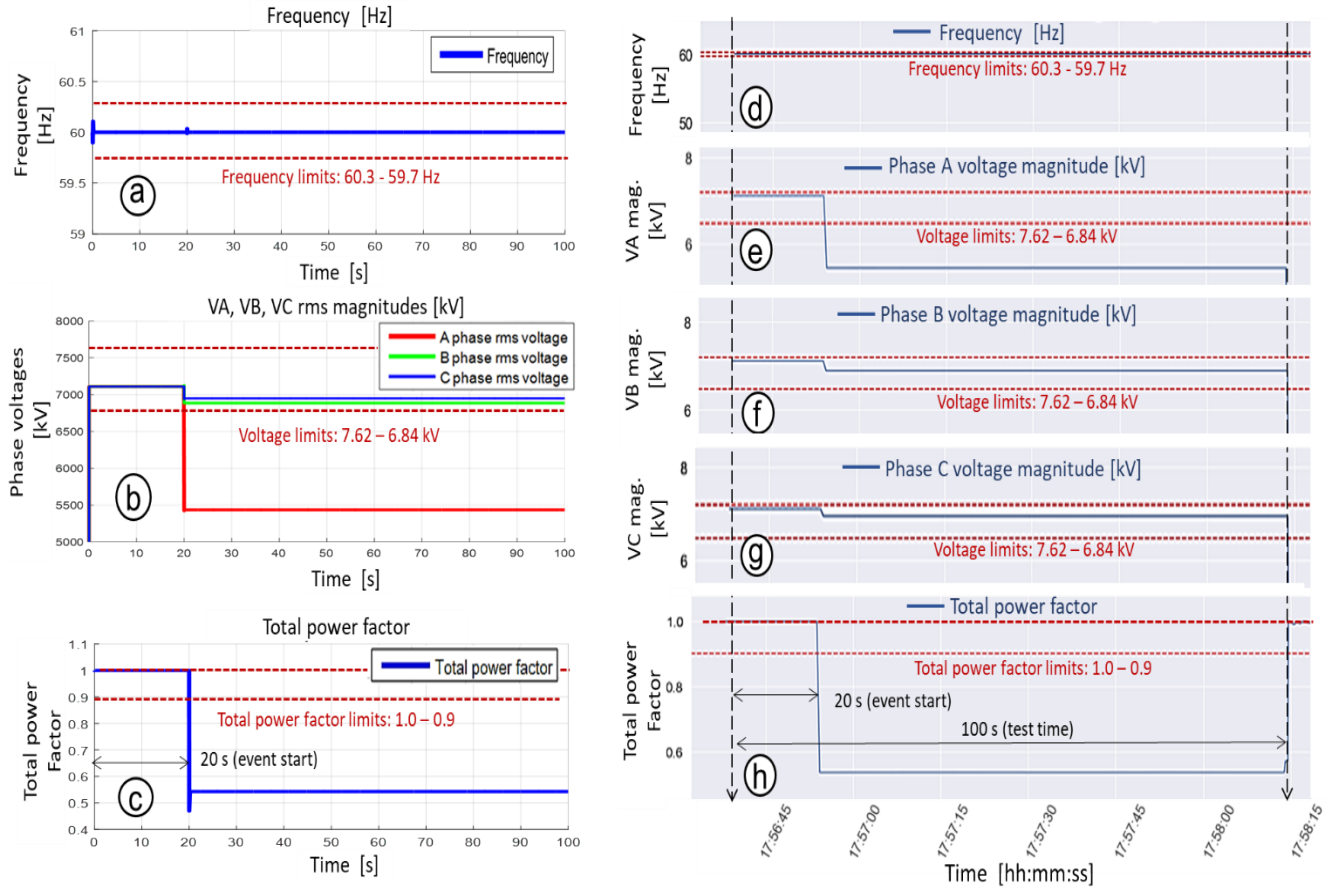 Frequency [Hz]
61
60.5
60
59.5
59
Frequency
[Hz]
Frequency
Frequency limits: 60.3 - 59.7 Hz
a
0 10 20 30 40 50 60 70 80 90 100
Time [s]
VA, VB, VC rms magnitudes [kV]
8000
7500
7000
6500
6000
5500
5000
Phase voltages
[kV]
A phase rms voltage
B phase rms voltage
C phase rms voltage
Voltage limits: 7.62 – 6.84 kV
b
0 10 20 30 40 50 60 70 80 90 100
Time [s]
Total power factor
1.1
1
0.9
0.8
0.7
0.6
0.5
0.4
Total power
Factor
Total power factor
Total power factor limits: 1.0 – 0.9
20 s (event start)
c
0 10 20 30 40 50 60 70 80 90 100
Time [s]
Frequency [Hz]
60
50
Frequency
[Hz]
Frequency limits: 60.3 - 59.7 Hz
d
Phase A voltage magnitude [kV]
8
6
VA mag.
[kV]
Voltage limits: 7.62 – 6.84 kV
e
Phase B voltage magnitude [kV]
8
6
VB mag.
[kV]
Voltage limits: 7.62 – 6.84 kV
f
Phase C voltage magnitude [kV]
8
6
VC mag.
[kV]
Voltage limits: 7.62 – 6.84 kV
g
Total power factor
1.0
0.8
0.6
Total power
Factor
Total power factor limits: 1.0 – 0.9
20 s (event start)
100 s (test time)
h
17:56:45 17:57:00 17:57:15 17:57:30 17:57:45 17:58:00 17:58:15
Time [hh:mm:ss]